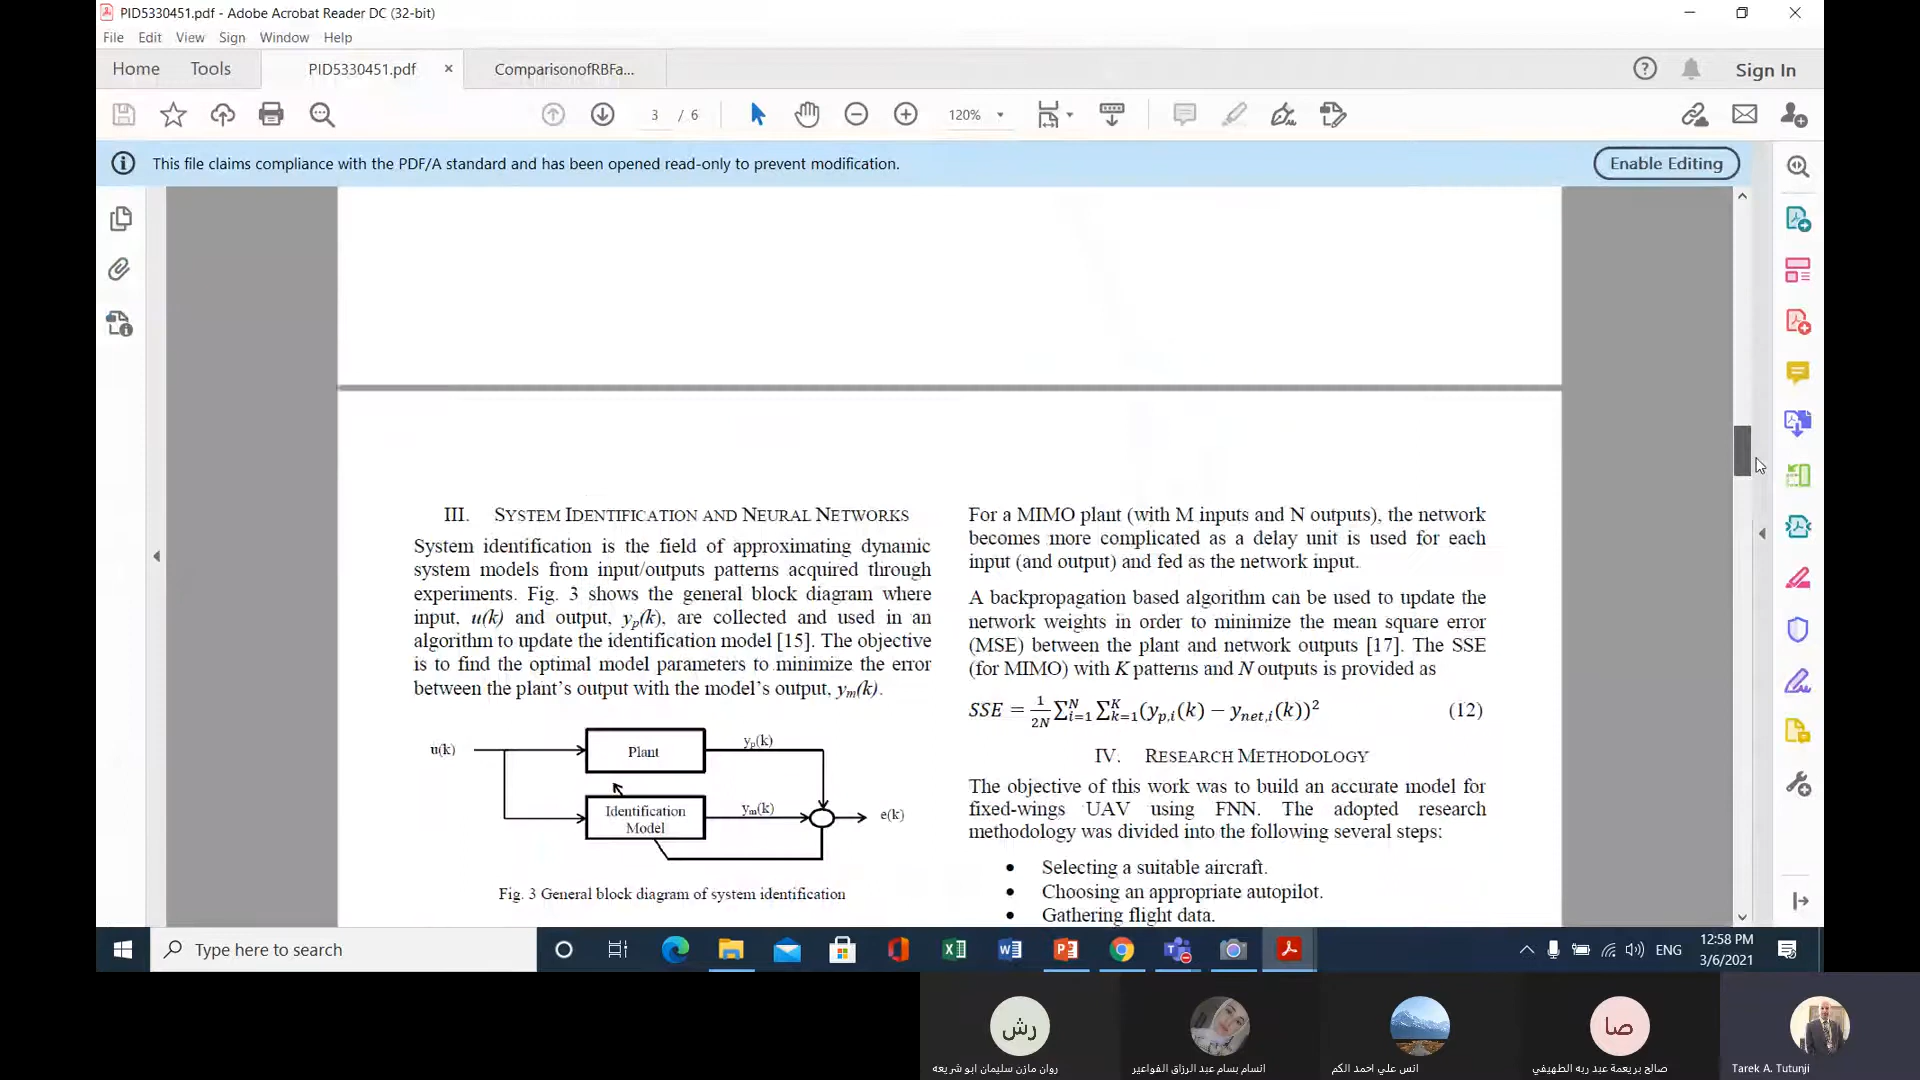 PID5330451.pdf - Adobe Acrobat Reader DC (32-bit)
File Edit View Sign Window Help
Home Tools PID5330451.pdf × ComparisonofRBFa... Sign In
3 / 6 120%
This file claims compliance with the PDF/A standard and has been opened read-only to prevent modification. Enable Editing
III. SYSTEM IDENTIFICATION AND NEURAL NETWORKS
System identification is the field of approximating dynamic
system models from input/outputs patterns acquired through
experiments. Fig. 3 shows the general block diagram where
input, u(k) and output, yp(k), are collected and used in an
algorithm to update the identification model [15]. The objective
is to find the optimal model parameters to minimize the error
between the plant's output with the model's output, ym(k).
u(k) Plant yp(k)
Identification
Model
ym(k) e(k)
Fig. 3 General block diagram of system identification
For a MIMO plant (with M inputs and N outputs), the network
becomes more complicated as a delay unit is used for each
input (and output) and fed as the network input.
A backpropagation based algorithm can be used to update the
network weights in order to minimize the mean square error
(MSE) between the plant and network outputs [17]. The SSE
(for MIMO) with K patterns and N outputs is provided as
SSE = 1/2N ∑i=1^N ∑k=1^K (yp,i(k) − ynet,i(k))² (12)
IV. RESEARCH METHODOLOGY
The objective of this work was to build an accurate model for
fixed-wings UAV using FNN. The adopted research
methodology was divided into the following several steps:
• Selecting a suitable aircraft.
• Choosing an appropriate autopilot.
• Gathering flight data.
Type here to search
ENG
12:58 PM
3/6/2021
رش
صا
روان مازن سليمان ابو شريعه
انسام بسام عبد الرزاق الفواعير
انس علي احمد الكم
صالح بريعمة عبد ربه الطهيفي
Tarek A. Tutunji